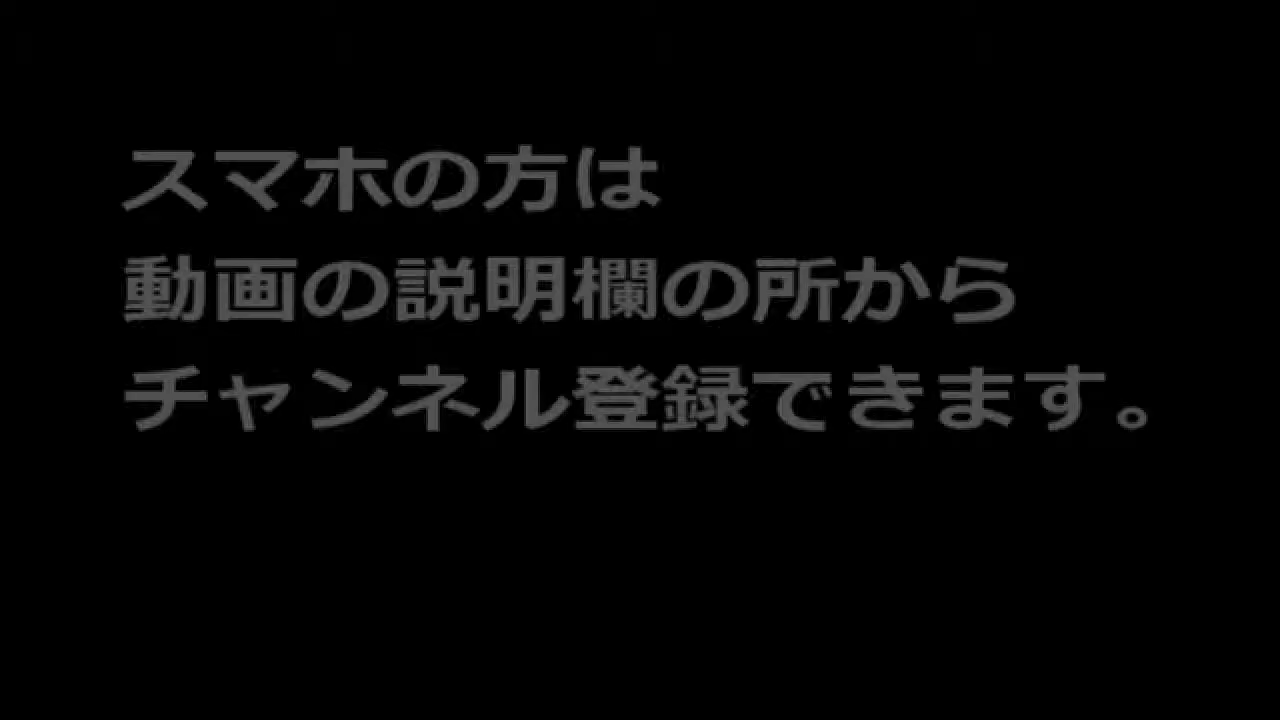 スマホの方は
動画の説明欄の所から
チャンネル登録できます。